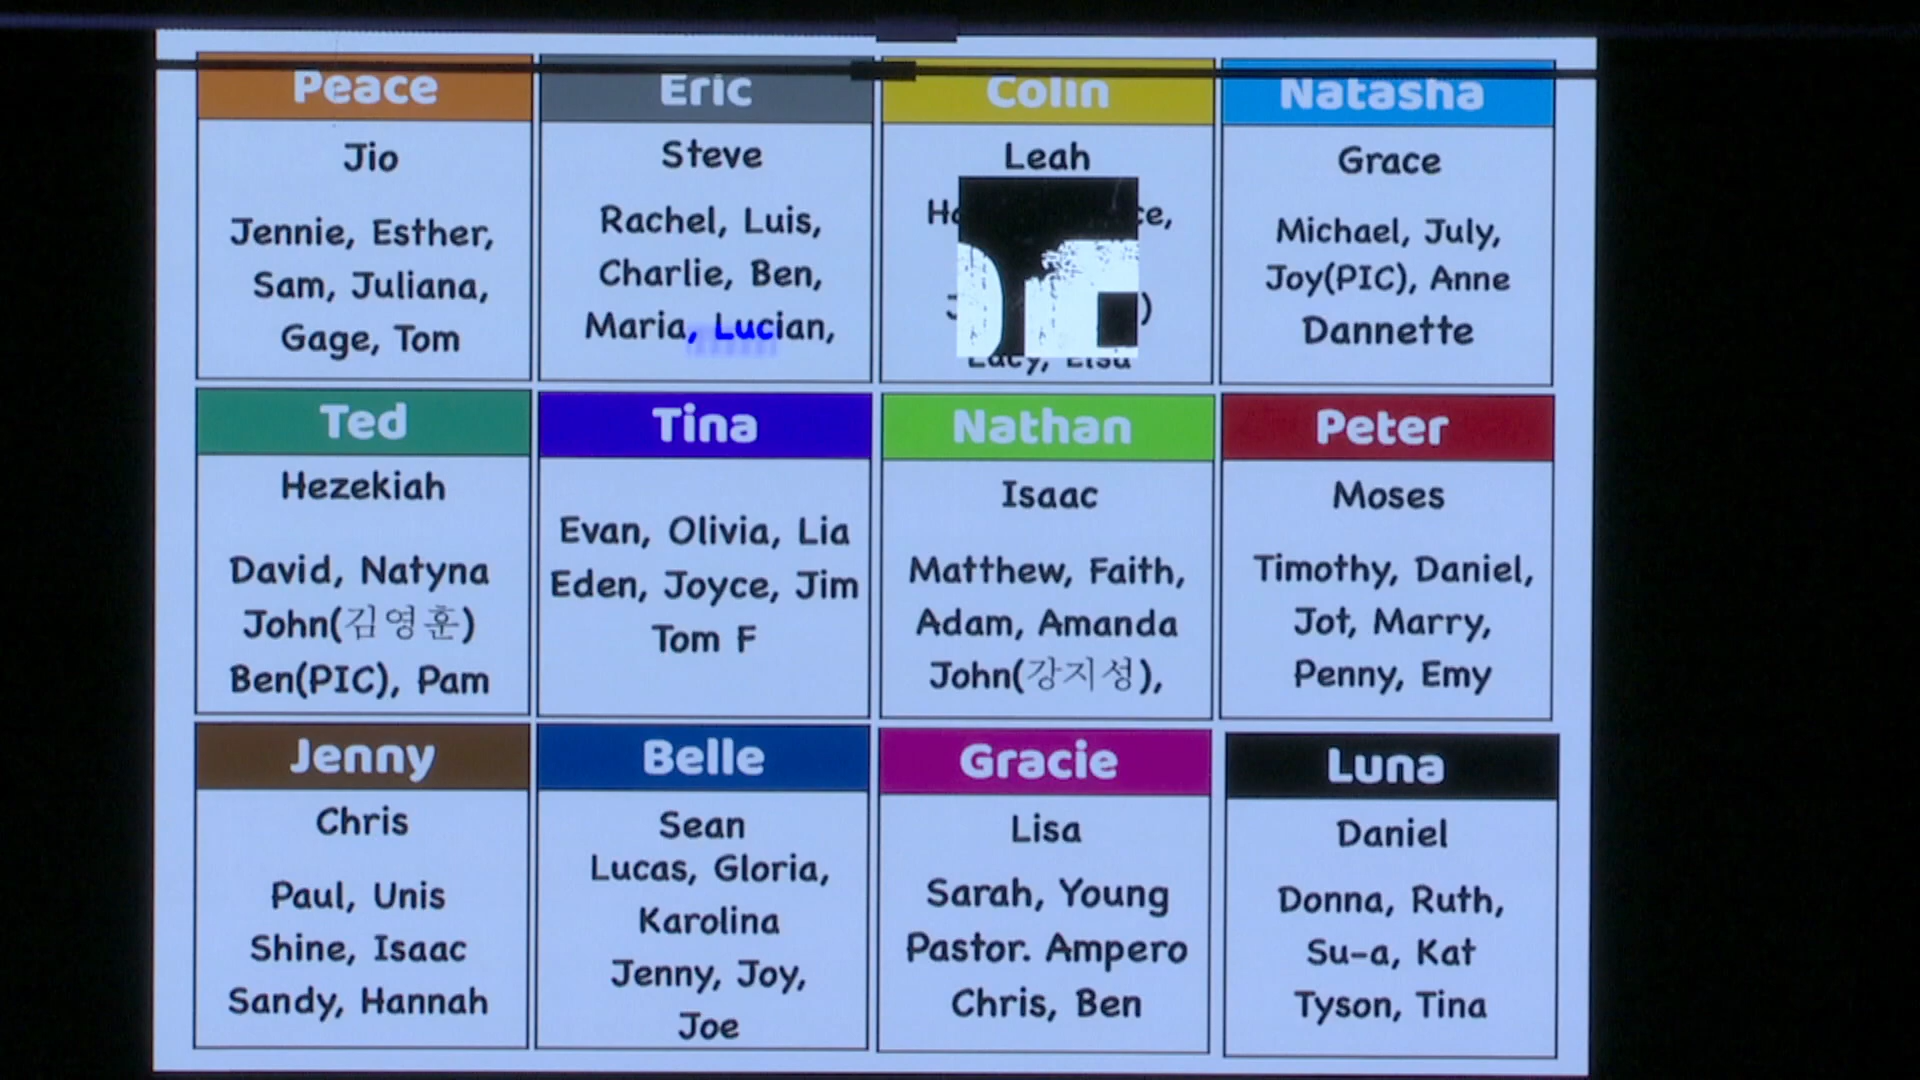 Peace
Jio
Jennie, Esther,
Sam, Juliana,
Gage, Tom
Eric
Steve
Rachel, Luis,
Charlie, Ben,
Maria, Lucian,
Colin
Leah
Natasha
Grace
Michael, July,
Joy(PIC), Anne
Dannette
Ted
Hezekiah
David, Natyna
John(김영훈)
Ben(PIC), Pam
Tina
Evan, Olivia, Lia
Eden, Joyce, Jim
Tom F
Nathan
Isaac
Matthew, Faith,
Adam, Amanda
John(강지성),
Peter
Moses
Timothy, Daniel,
Jot, Marry,
Penny, Emy
Jenny
Chris
Paul, Unis
Shine, Isaac
Sandy, Hannah
Belle
Sean
Lucas, Gloria,
Karolina
Jenny, Joy,
Joe
Gracie
Lisa
Sarah, Young
Pastor. Ampero
Chris, Ben
Luna
Daniel
Donna, Ruth,
Su-a, Kat
Tyson, Tina